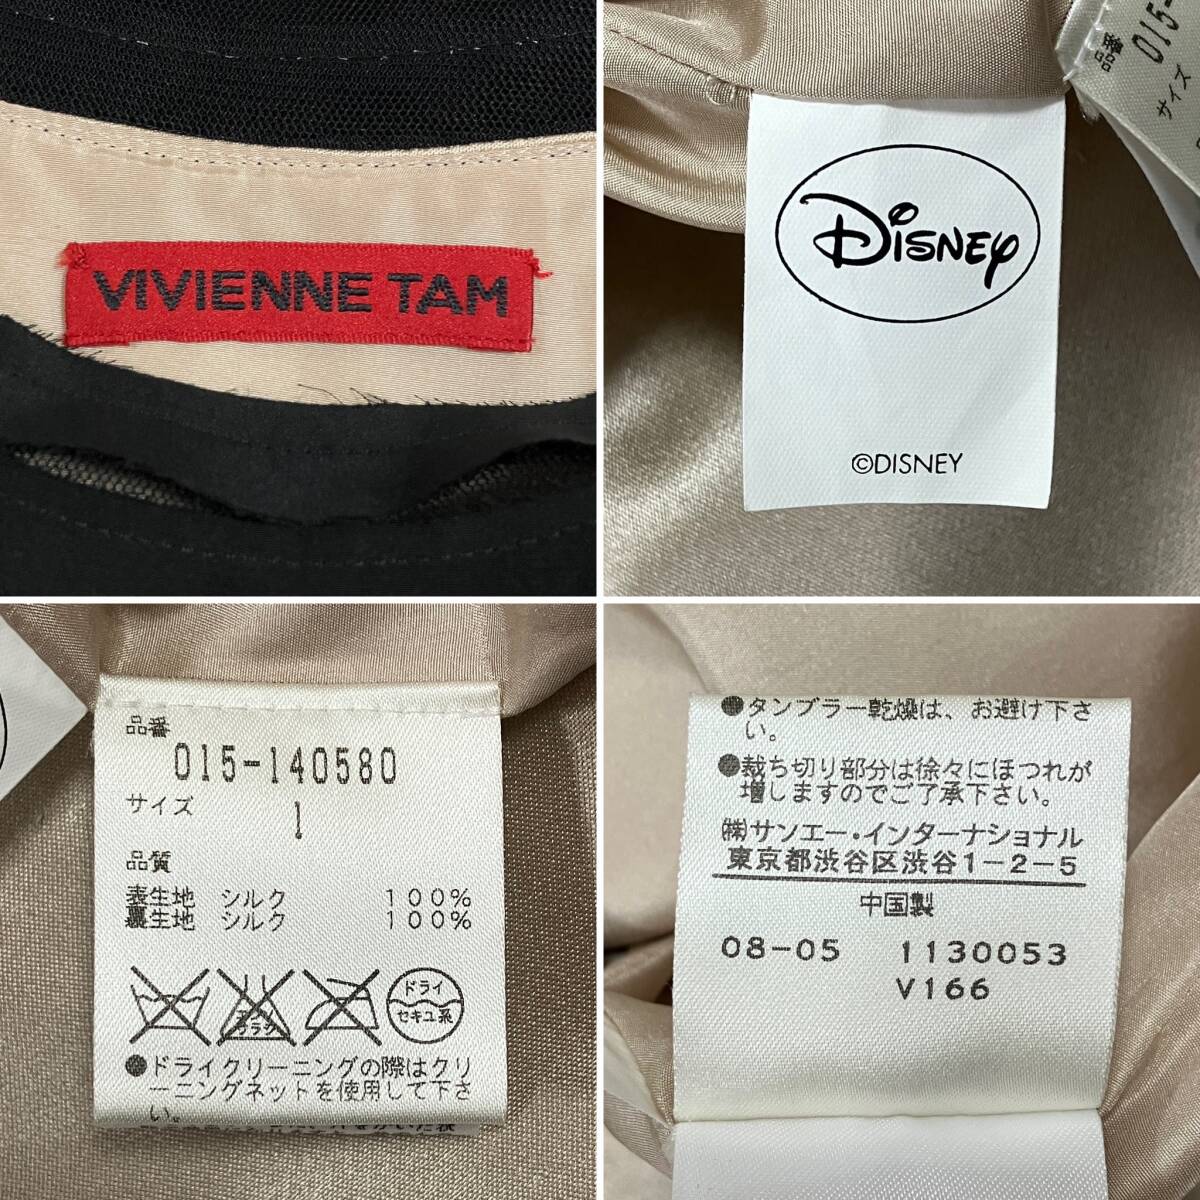 VIVIENNE TAM
品番 015-
サイズ
DISNEY
©DISNEY
品番
015-140580
サイズ
1
品質
表生地 シルク 100%
裏生地 シルク 100%
ドライ
セキユ系
●ドライクリーニングの際はクリ
ーニングネットを使用して下さ
い。
●タンブラー乾燥は、お避け下さ
い。
●裁ち切り部分は徐々にほつれが
増しますのでご了承下さい。
㈱サンエー・インターナショナル
東京都渋谷区渋谷1-2-5
中国製
08-05 1130053
V166